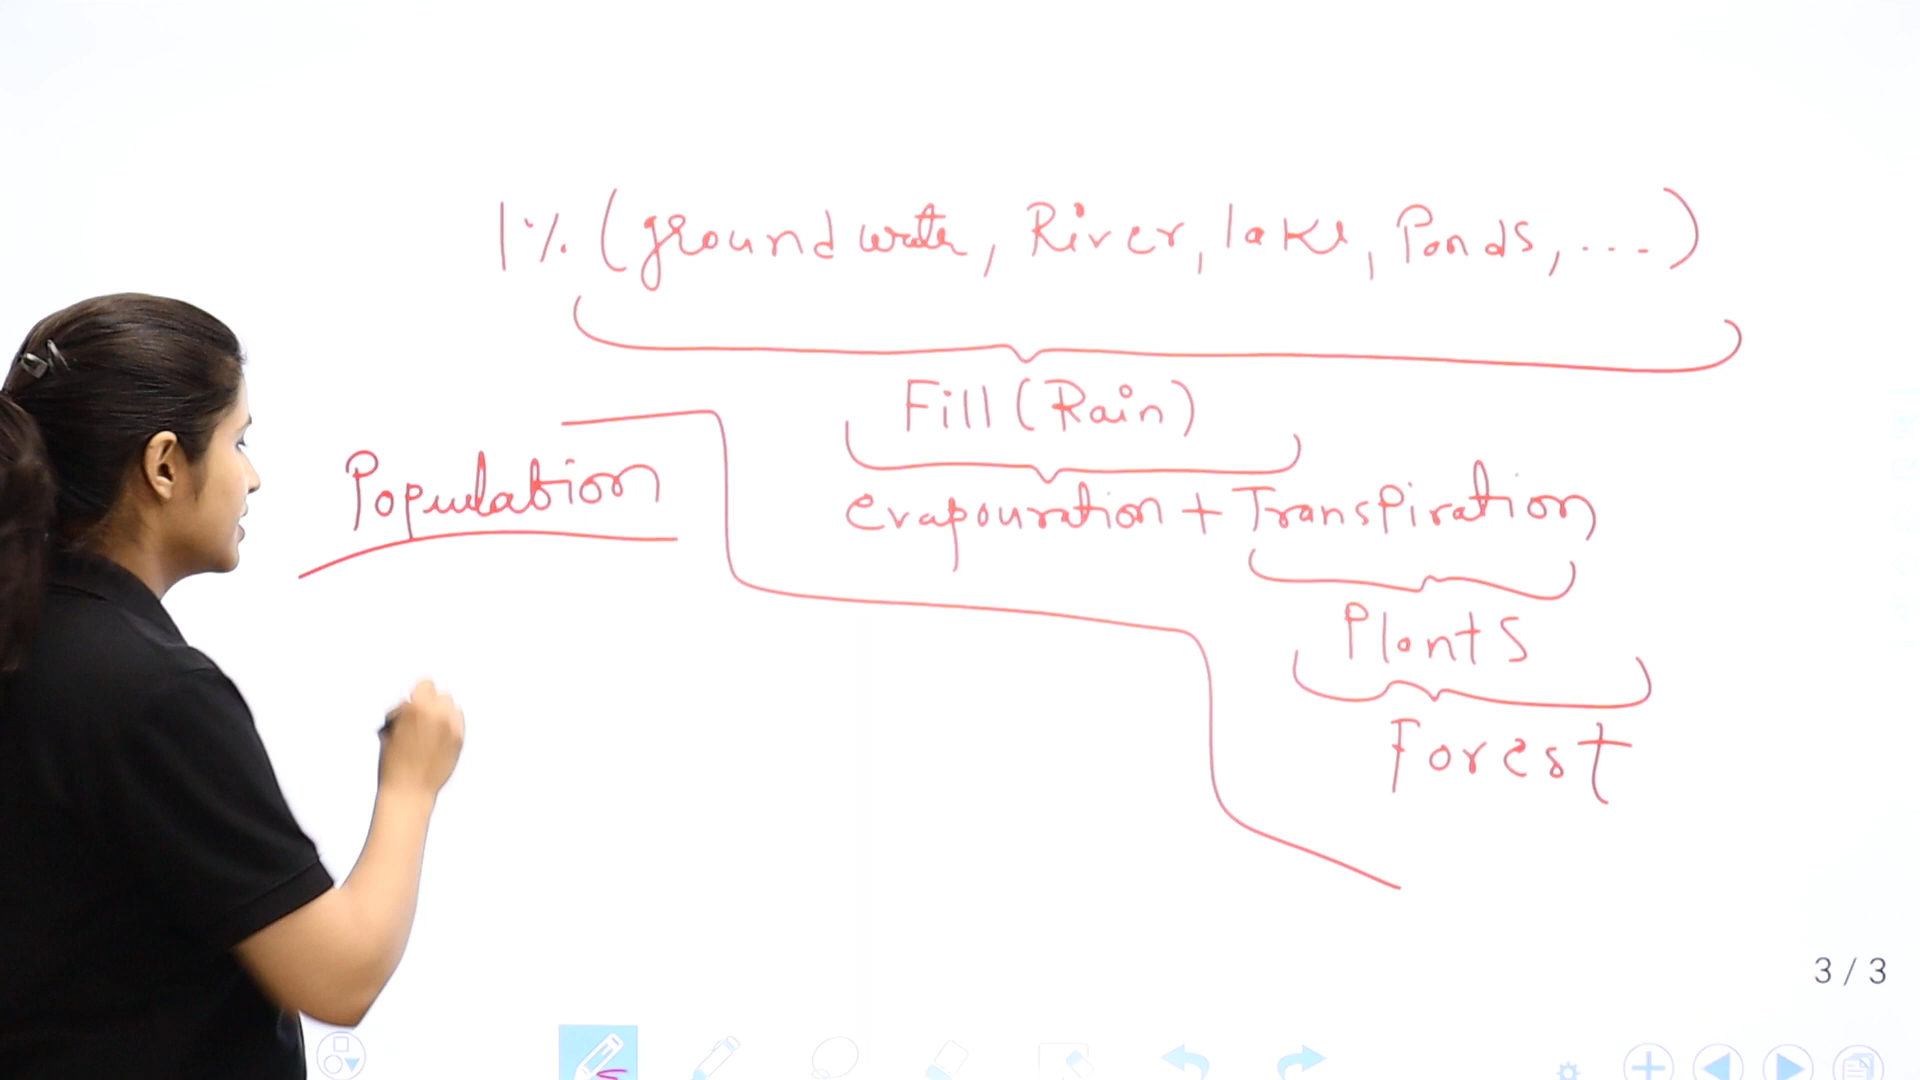 1% (ground water, River, lake, Ponds, ...)
Fill (Rain)
Population
evapouration + Transpiration
Plants
Forest
3 / 3